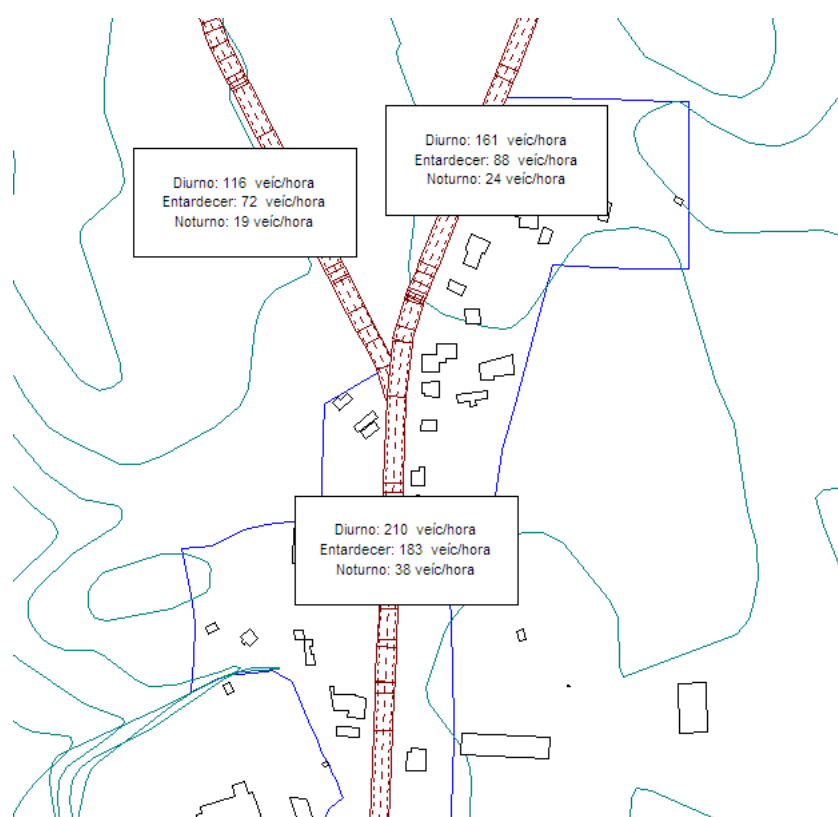 Diurno: 161 veíc/hora
Entardecer: 88 veíc/hora
Noturno: 24 veíc/hora
Diurno: 116 veíc/hora
Entardecer: 72 veíc/hora
Noturno: 19 veíc/hora
Diurno: 210 veíc/hora
Entardecer: 183 veíc/hora
Noturno: 38 veíc/hora